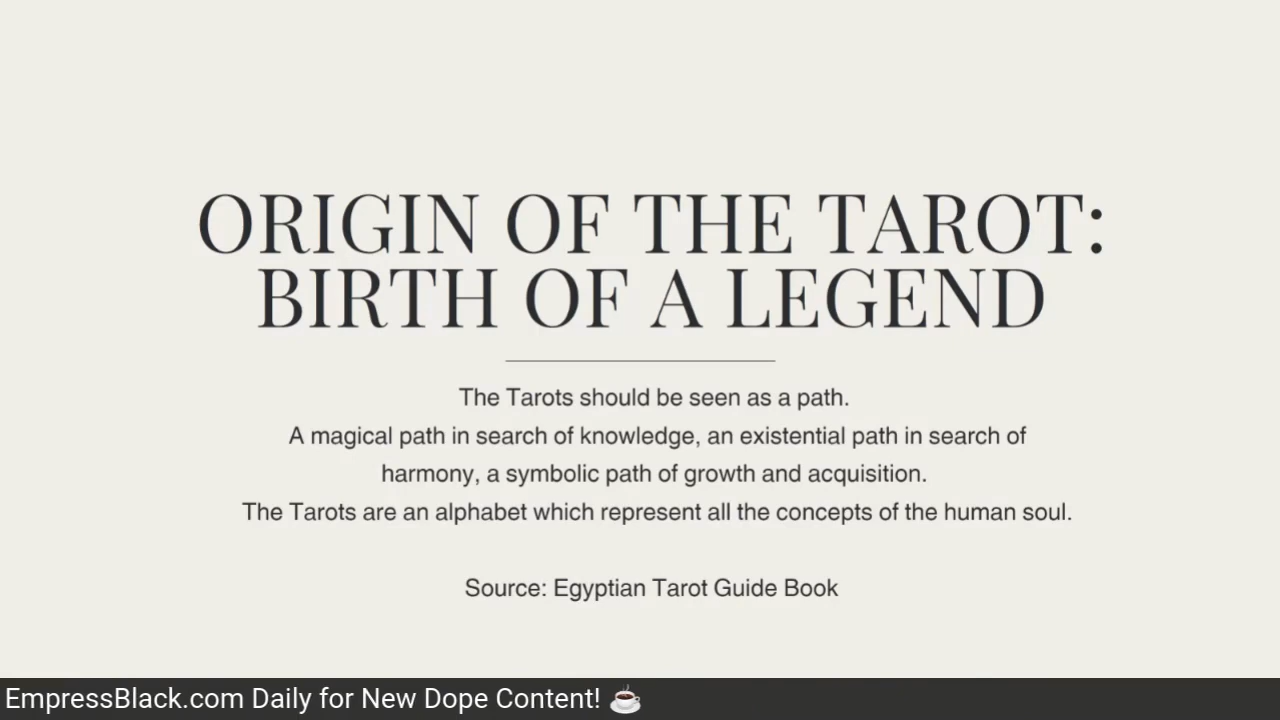 ORIGIN OF THE TAROT:
BIRTH OF A LEGEND
The Tarots should be seen as a path.
A magical path in search of knowledge, an existential path in search of
harmony, a symbolic path of growth and acquisition.
The Tarots are an alphabet which represent all the concepts of the human soul.
Source: Egyptian Tarot Guide Book
EmpressBlack.com Daily for New Dope Content! ☕